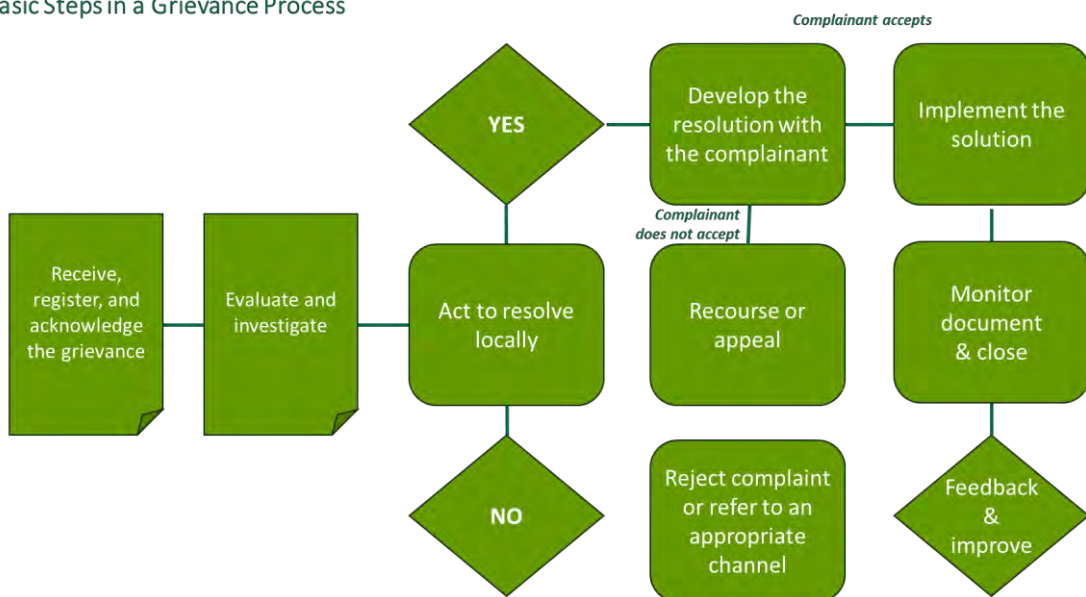 Basic Steps in a Grievance Process
Complainant accepts
YES
Develop the
resolution with
the complainant
Implement the
solution
Complainant
does not accept
Receive,
register, and
acknowledge
the grievance
Evaluate and
investigate
Act to resolve
locally
Recourse or
appeal
Monitor
document
& close
NO
Reject complaint
or refer to an
appropriate
channel
Feedback
&
improve